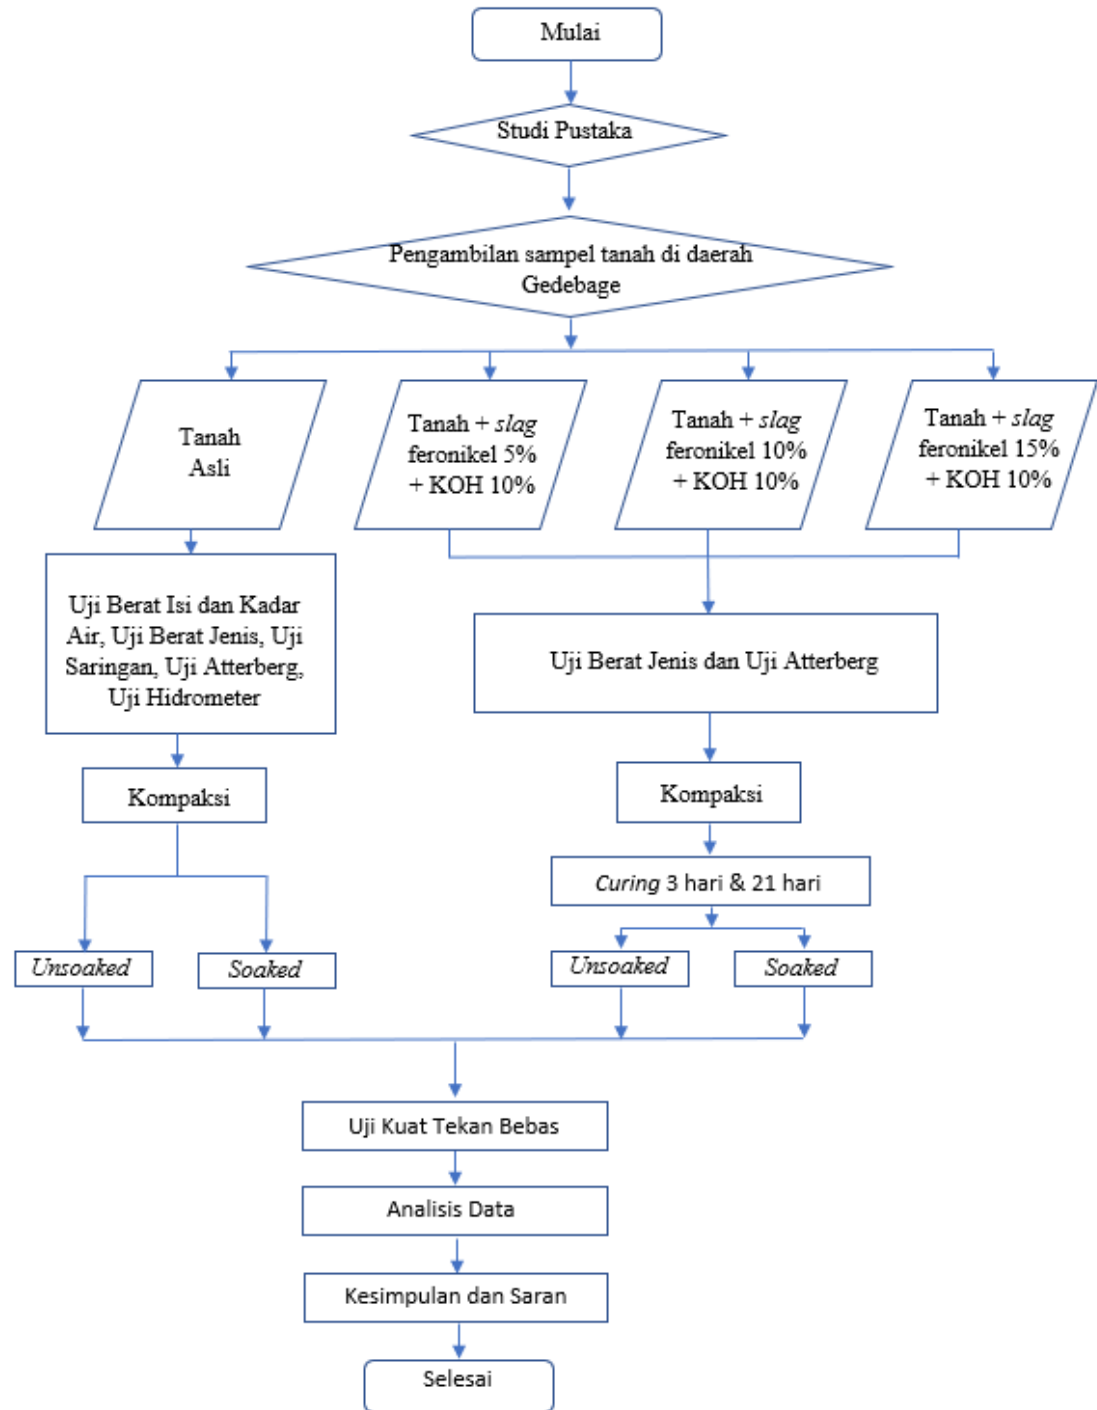 Mulai
Studi Pustaka
Pengambilan sampel tanah di daerah
Gedebage
Tanah
Asli
Tanah + slag
feronikel 5%
+ KOH 10%
Tanah + slag
feronikel 10%
+ KOH 10%
Tanah + slag
feronikel 15%
+ KOH 10%
Uji Berat Isi dan Kadar
Air, Uji Berat Jenis, Uji
Saringan, Uji Atterberg,
Uji Hidrometer
Uji Berat Jenis dan Uji Atterberg
Kompaksi
Kompaksi
Curing 3 hari & 21 hari
Unsoaked
Soaked
Unsoaked
Soaked
Uji Kuat Tekan Bebas
Analisis Data
Kesimpulan dan Saran
Selesai